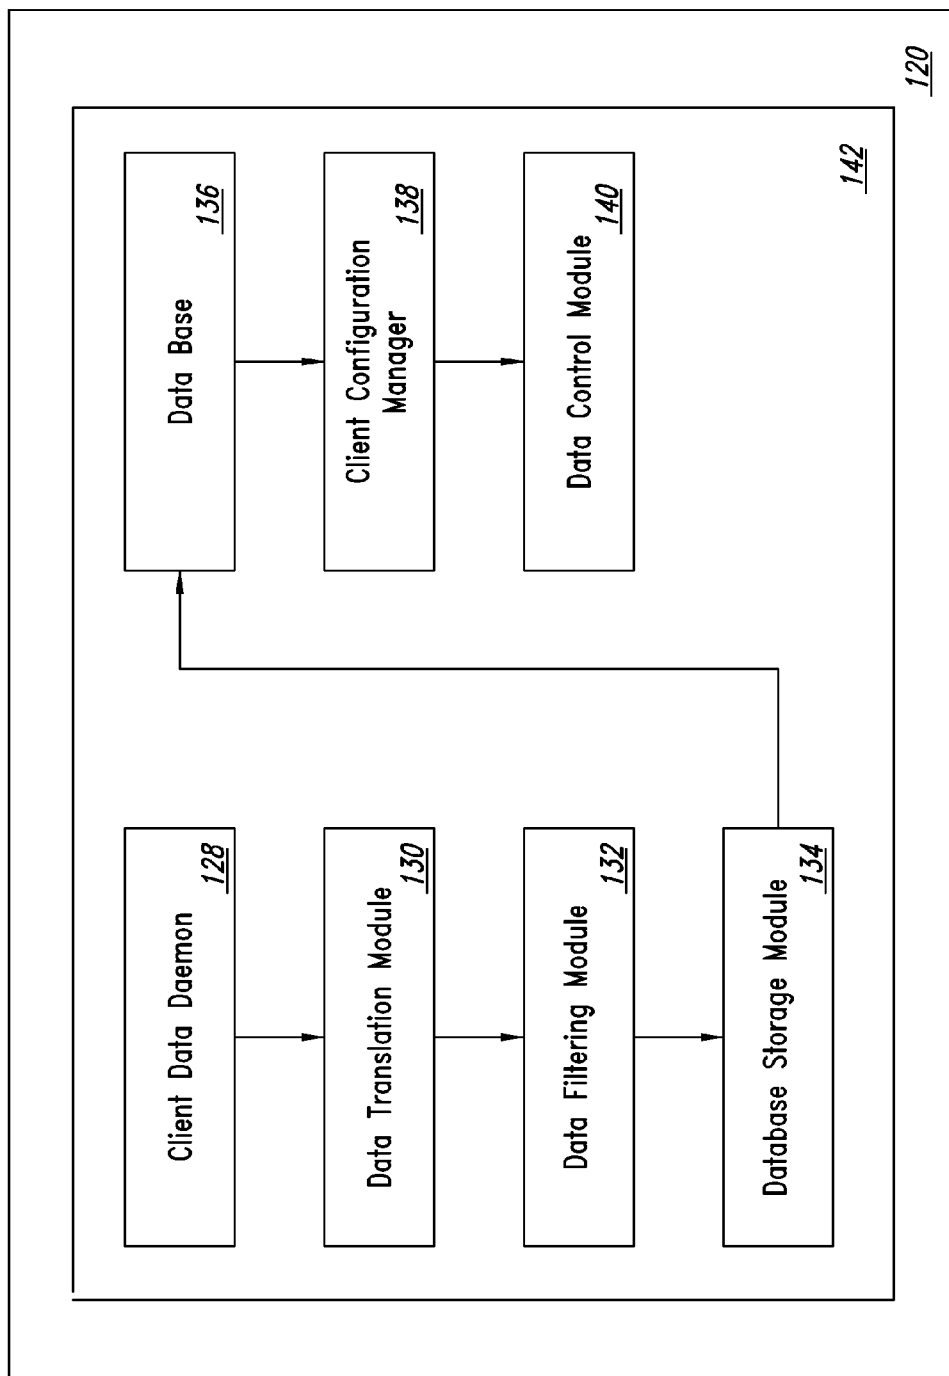 Client Data Daemon
128
Data Translation Module
130
Data Filtering Module
132
Database Storage Module
134
Data Base
136
Client Configuration
Manager
138
Data Control Module
140
142
120